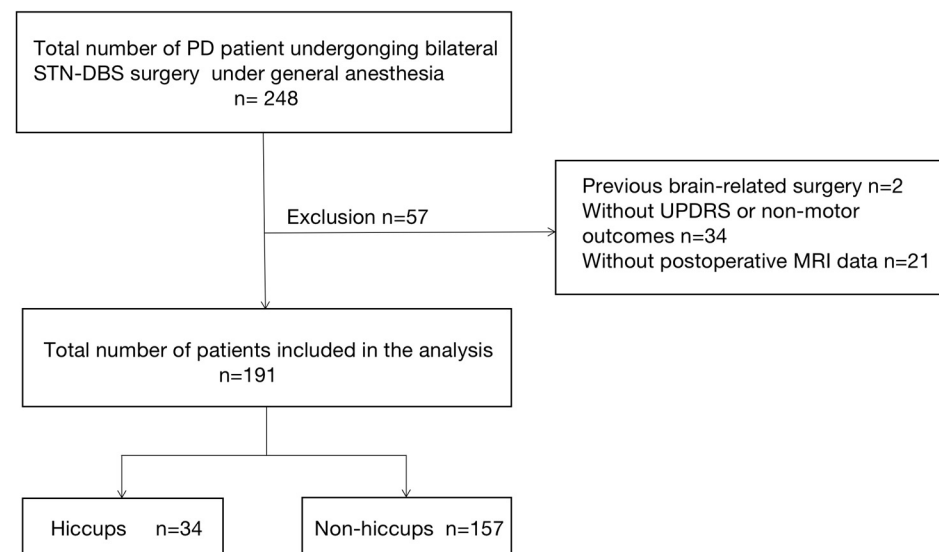 Total number of PD patient undergonging bilateral
STN-DBS surgery under general anesthesia
n= 248
Exclusion n=57
Previous brain-related surgery n=2
Without UPDRS or non-motor
outcomes n=34
Without postoperative MRI data n=21
Total number of patients included in the analysis
n=191
Hiccups n=34
Non-hiccups n=157